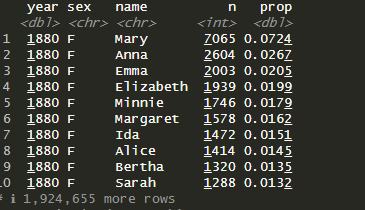 year sex name n prop
<dbl> <chr> <chr> <int> <dbl>
1 1880 F Mary 7065 0.0724
2 1880 F Anna 2604 0.0267
3 1880 F Emma 2003 0.0205
4 1880 F Elizabeth 1939 0.0199
5 1880 F Minnie 1746 0.0179
6 1880 F Margaret 1578 0.0162
7 1880 F Ida 1472 0.0151
8 1880 F Alice 1414 0.0145
9 1880 F Bertha 1320 0.0135
10 1880 F Sarah 1288 0.0132
# ℹ 1,924,655 more rows